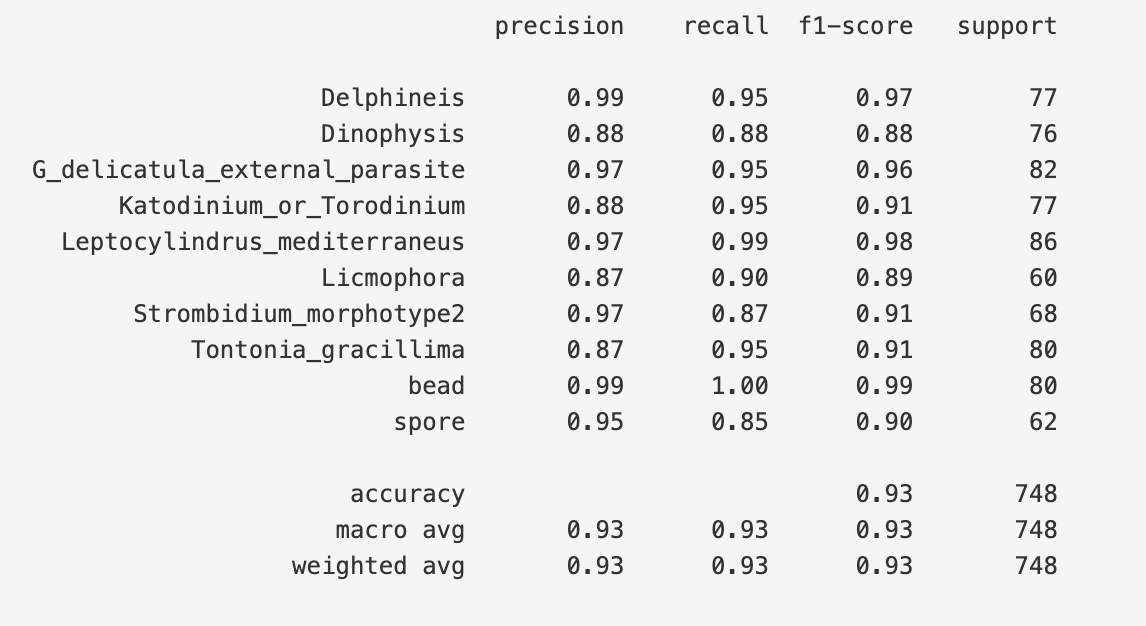 precision recall f1-score support
Delphineis 0.99 0.95 0.97 77
Dinophysis 0.88 0.88 0.88 76
G_delicatula_external_parasite 0.97 0.95 0.96 82
Katodinium_or_Torodinium 0.88 0.95 0.91 77
Leptocylindrus_mediterraneus 0.97 0.99 0.98 86
Licmophora 0.87 0.90 0.89 60
Strombidium_morphotype2 0.97 0.87 0.91 68
Tontonia_gracillima 0.87 0.95 0.91 80
bead 0.99 1.00 0.99 80
spore 0.95 0.85 0.90 62
accuracy 0.93 748
macro avg 0.93 0.93 0.93 748
weighted avg 0.93 0.93 0.93 748